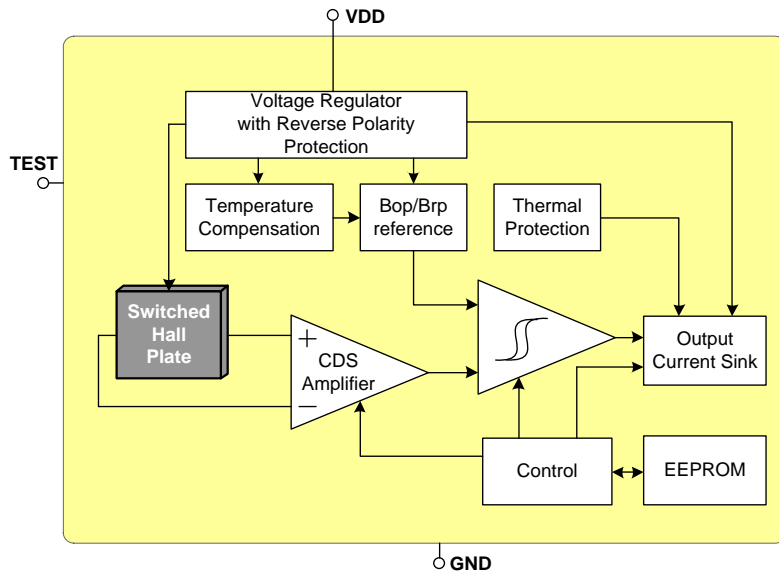 VDD
Voltage Regulator
with Reverse Polarity
Protection
TEST
Temperature
Compensation
Bop/Brp
reference
Thermal
Protection
Switched
Hall
Plate
+
CDS
Amplifier
−
Output
Current Sink
Control
EEPROM
GND